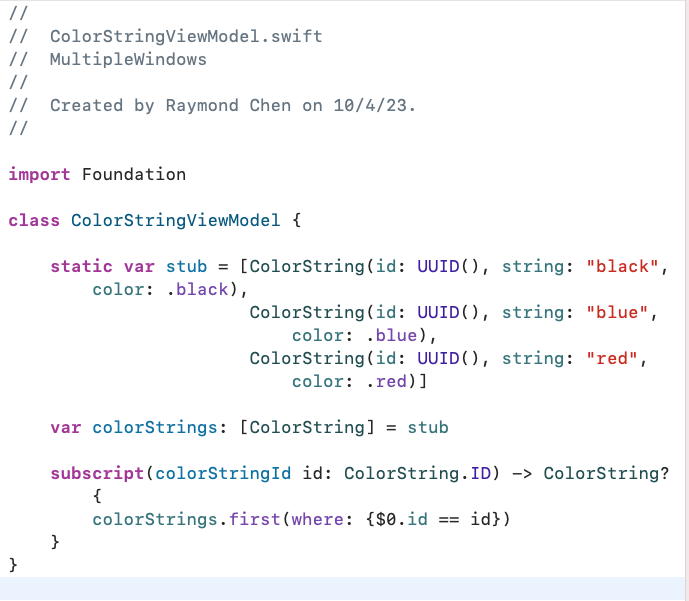 //
//  ColorStringViewModel.swift
//  MultipleWindows
//
//  Created by Raymond Chen on 10/4/23.
//
import Foundation
class ColorStringViewModel {
    static var stub = [ColorString(id: UUID(), string: "black",
        color: .black),
                       ColorString(id: UUID(), string: "blue",
                           color: .blue),
                       ColorString(id: UUID(), string: "red",
                           color: .red)]
    var colorStrings: [ColorString] = stub
    subscript(colorStringId id: ColorString.ID) -> ColorString?
        {
        colorStrings.first(where: {$0.id == id})
    }
}